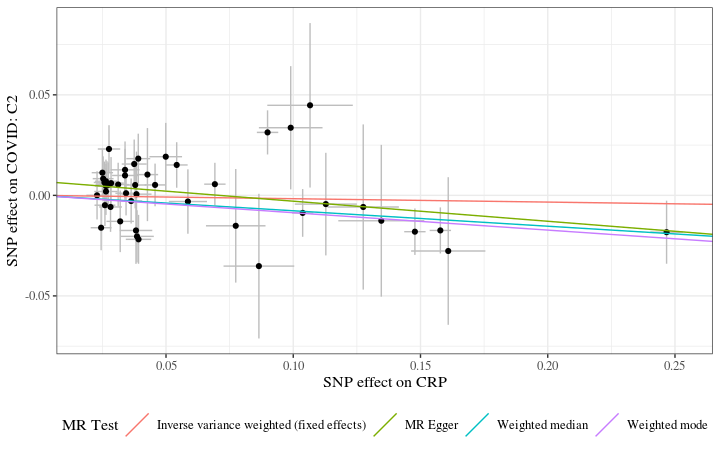 SNP effect on COVID: C2
0.05
0.00
-0.05
0.05
0.10
0.15
0.20
0.25
SNP effect on CRP
MR Test
Inverse variance weighted (fixed effects)
MR Egger
Weighted median
Weighted mode